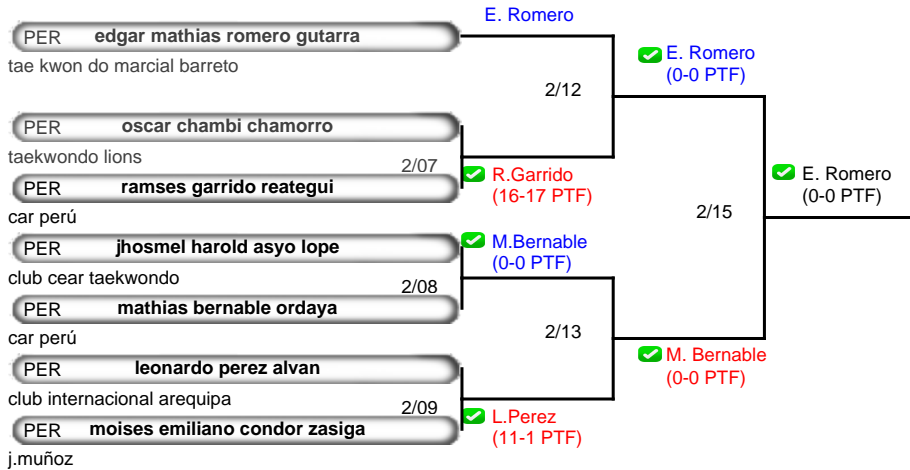 E. Romero
PER edgar mathias romero gutarra
tae kwon do marcial barreto
E. Romero
(0-0 PTF)
2/12
PER oscar chambi chamorro
taekwondo lions
2/07
PER ramses garrido reategui
R.Garrido
(16-17 PTF)
car perú
E. Romero
(0-0 PTF)
2/15
PER jhosmel harold asyo lope
M.Bernable
(0-0 PTF)
club cear taekwondo
2/08
PER mathias bernable ordaya
car perú
2/13
M. Bernable
(0-0 PTF)
PER leonardo perez alvan
club internacional arequipa
2/09
L.Perez
(11-1 PTF)
PER moises emiliano condor zasiga
j.muñoz